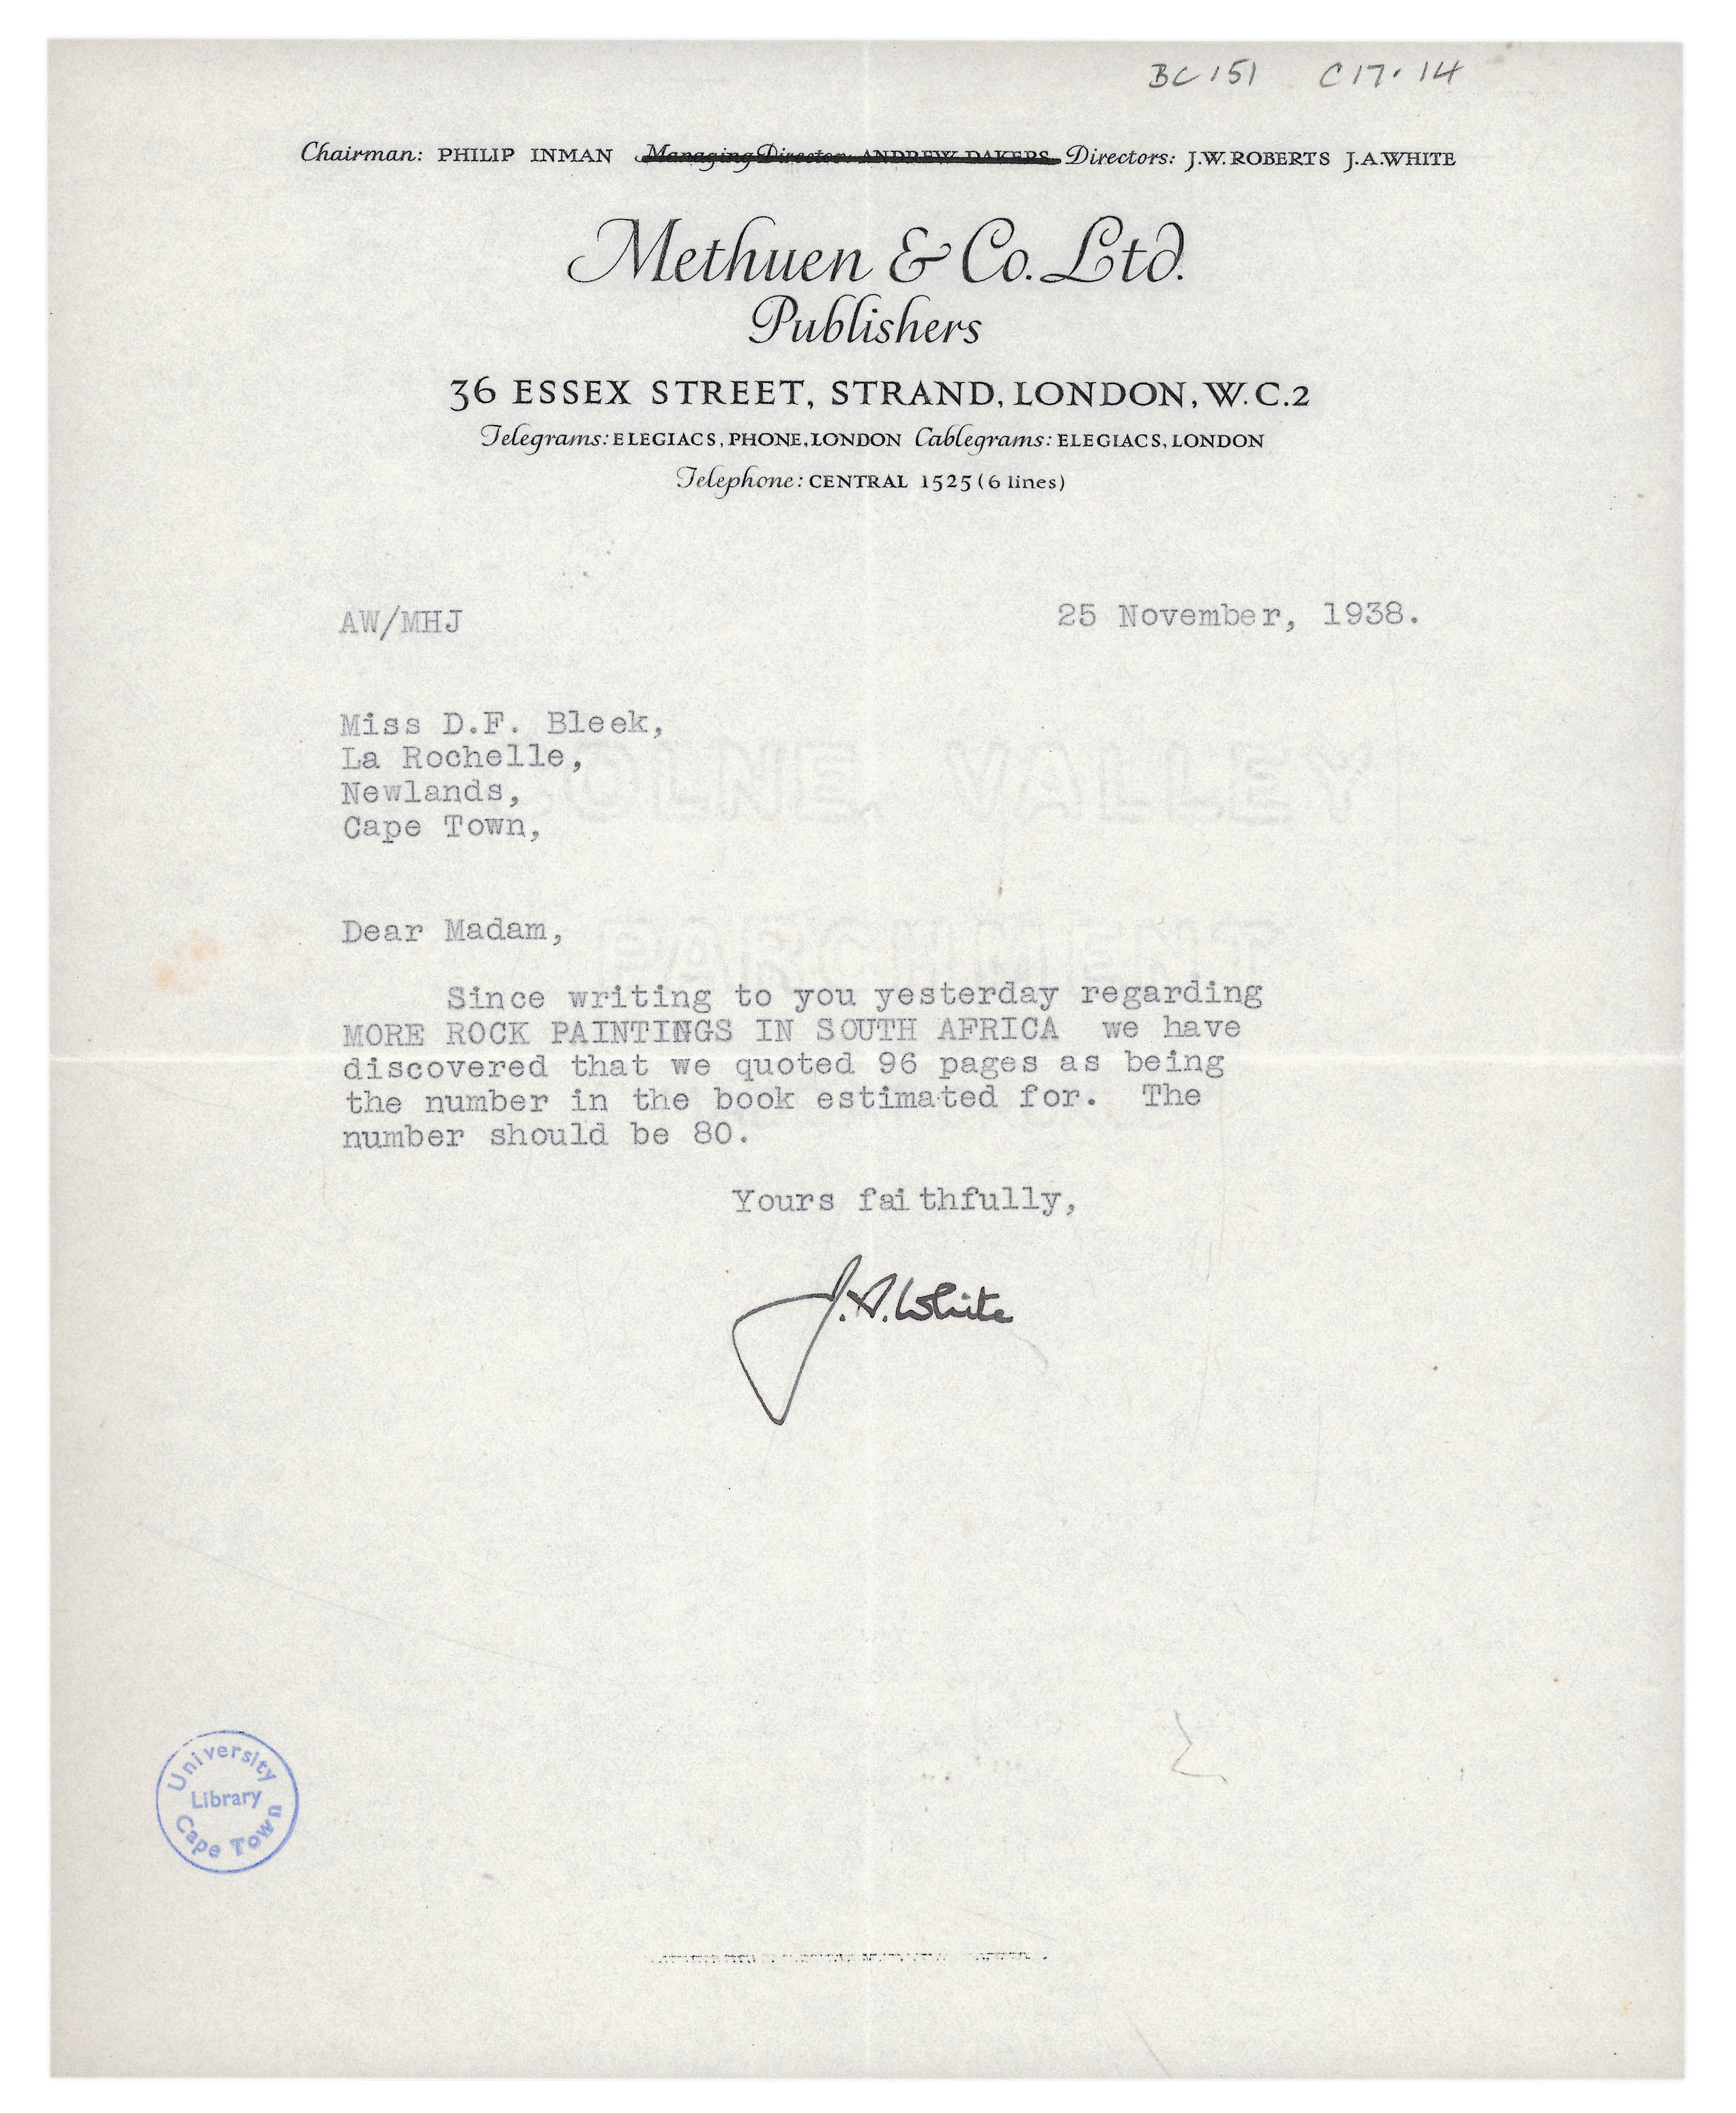 BC 151 C17.14
Chairman: PHILIP INMAN Managing Director: ANDREW DAKERS Directors: J.W. ROBERTS J.A. WHITE
Methuen & Co. Ltd.
Publishers
36 ESSEX STREET, STRAND, LONDON, W.C.2
Telegrams: ELEGIACS, PHONE, LONDON Cablegrams: ELEGIACS, LONDON
Telephone: CENTRAL 1525 (6 lines)
AW/MHJ 25 November, 1938.
Miss D.F. Bleek,
La Rochelle,
Newlands,
Cape Town,
Dear Madam,
Since writing to you yesterday regarding
MORE ROCK PAINTINGS IN SOUTH AFRICA we have
discovered that we quoted 96 pages as being
the number in the book estimated for. The
number should be 80.
Yours faithfully,
J.A. White
University
Library
Cape Town